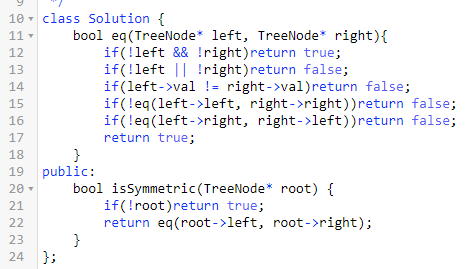 9 */
10 class Solution {
11     bool eq(TreeNode* left, TreeNode* right){
12         if(!left && !right)return true;
13         if(!left || !right)return false;
14         if(left->val != right->val)return false;
15         if(!eq(left->left, right->right))return false;
16         if(!eq(left->right, right->left))return false;
17         return true;
18     }
19 public:
20     bool isSymmetric(TreeNode* root) {
21         if(!root)return true;
22         return eq(root->left, root->right);
23     }
24 };